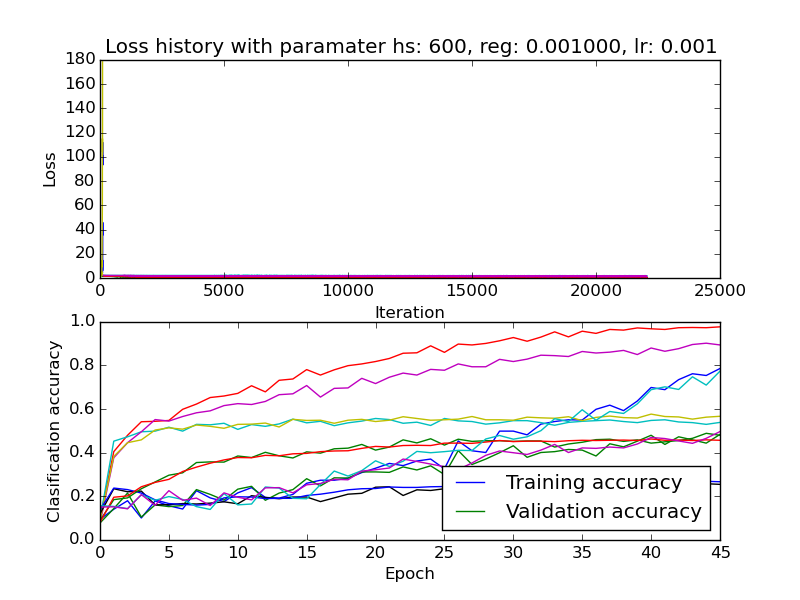 Loss history with paramater hs: 600, reg: 0.001000, lr: 0.001
180
160
140
120
100
80
60
40
20
0
Loss
0 5000 10000 15000 20000 25000
Iteration
1.0
0.8
0.6
0.4
0.2
0.0
Clasification accuracy
Training accuracy
Validation accuracy
0 5 10 15 20 25 30 35 40 45
Epoch